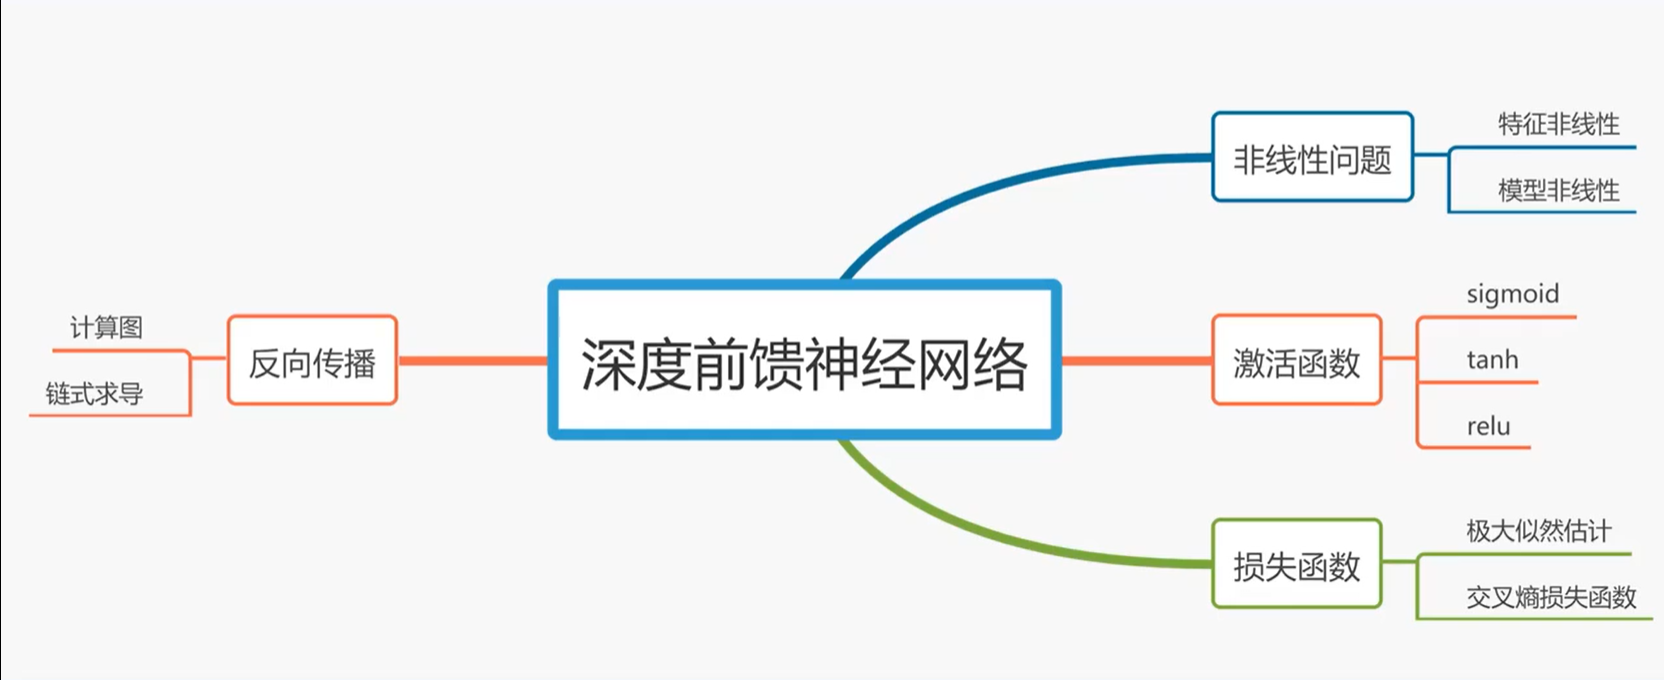 深度前馈神经网络
非线性问题
特征非线性
模型非线性
激活函数
sigmoid
tanh
relu
损失函数
极大似然估计
交叉熵损失函数
反向传播
计算图
链式求导